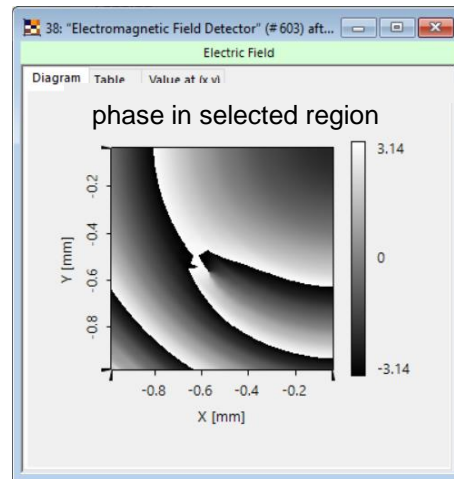 38: "Electromagnetic Field Detector" (# 603) aft...
Electric Field
Diagram Table Value at (x,y)
phase in selected region
3.14
0
-3.14
-0.2
-0.4
-0.6
-0.8
Y [mm]
-0.8 -0.6 -0.4 -0.2
X [mm]